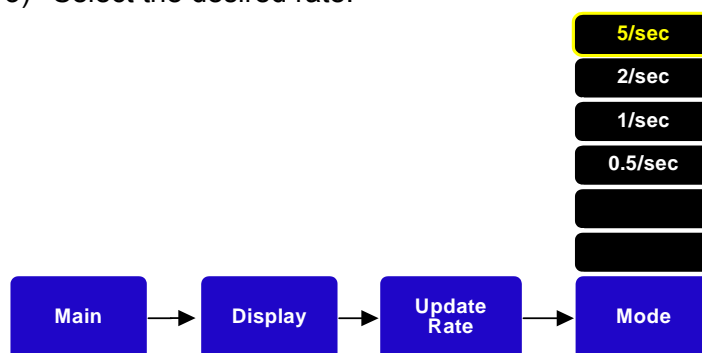 Select the desired rate.
5/sec
2/sec
1/sec
0.5/sec
Main
Display
Update
Rate
Mode